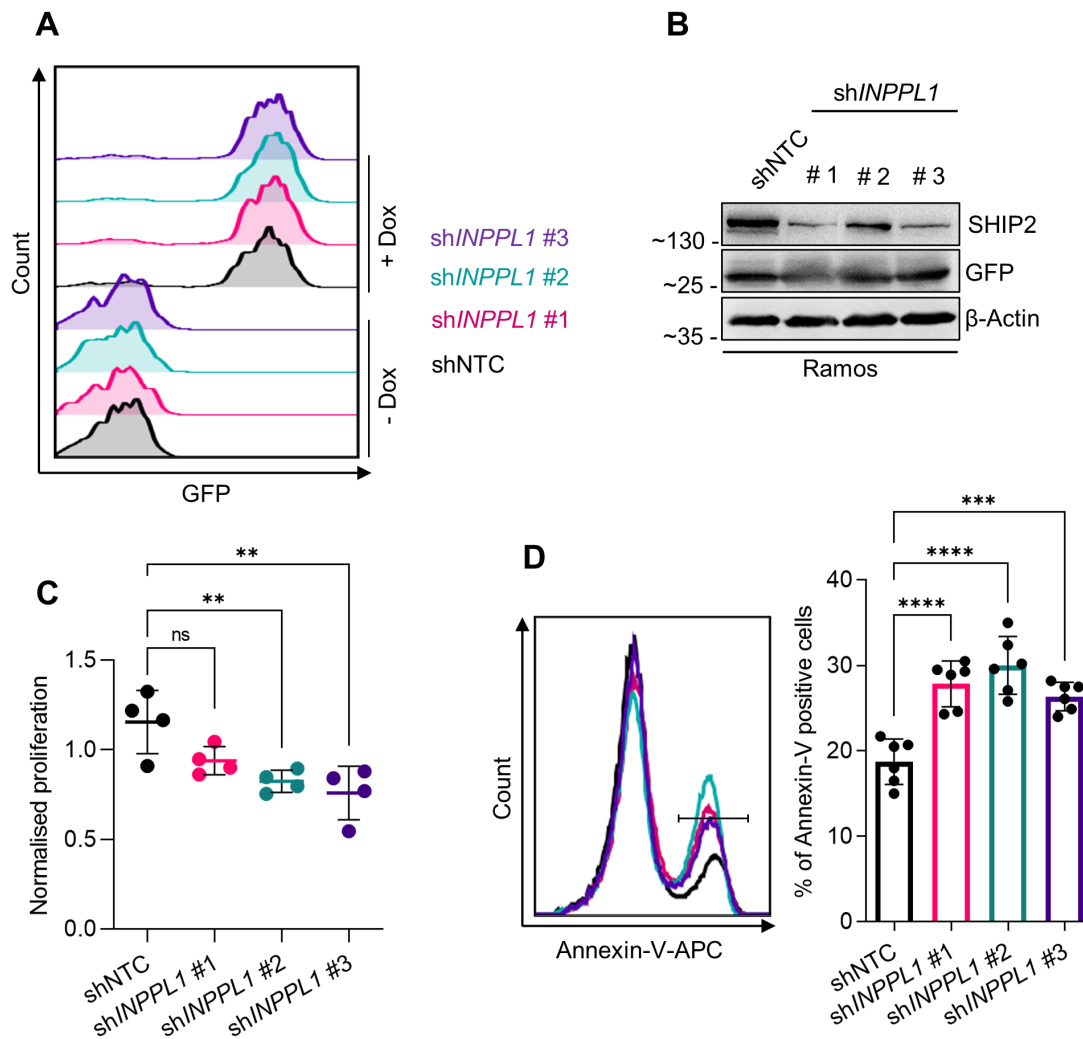 A
Count
GFP
+ Dox
- Dox
shINPPL1 #3
shINPPL1 #2
shINPPL1 #1
shNTC
B
shINPPL1
shNTC
# 1
# 2
# 3
~130 -
SHIP2
~25 -
GFP
~35 -
β-Actin
Ramos
C
**
**
ns
Normalised proliferation
1.5
1.0
0.5
0.0
shNTC
shINPPL1 #1
shINPPL1 #2
shINPPL1 #3
D
Count
Annexin-V-APC
***
****
****
% of Annexin-V positive cells
40
30
20
10
0
shNTC
shINPPL1 #1
shINPPL1 #2
shINPPL1 #3